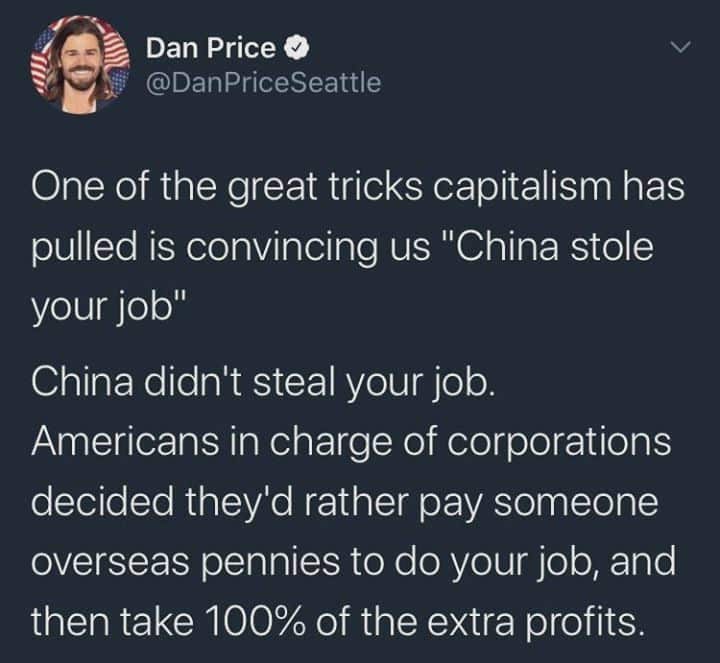 Dan Price
@DanPriceSeattle
One of the great tricks capitalism has
pulled is convincing us "China stole
your job"
China didn't steal your job.
Americans in charge of corporations
decided they'd rather pay someone
overseas pennies to do your job, and
then take 100% of the extra profits.